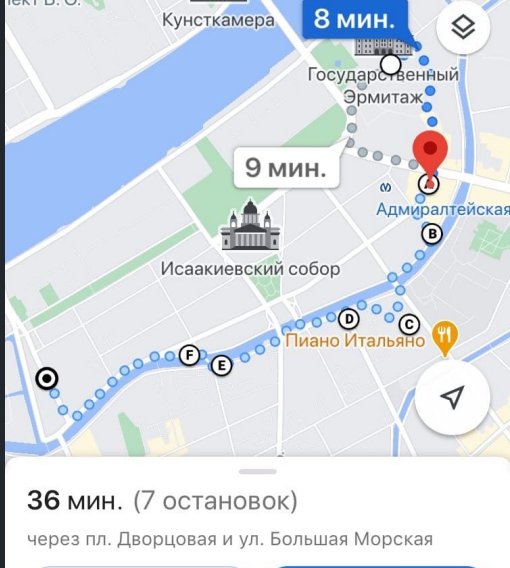 Кунсткамера
8 мин.
Государственный
Эрмитаж
9 мин.
A
Адмиралтейская
B
Исаакиевский собор
D
C
Пиано Итальяно
F
E
36 мин. (7 остановок)
через пл. Дворцовая и ул. Большая Морская